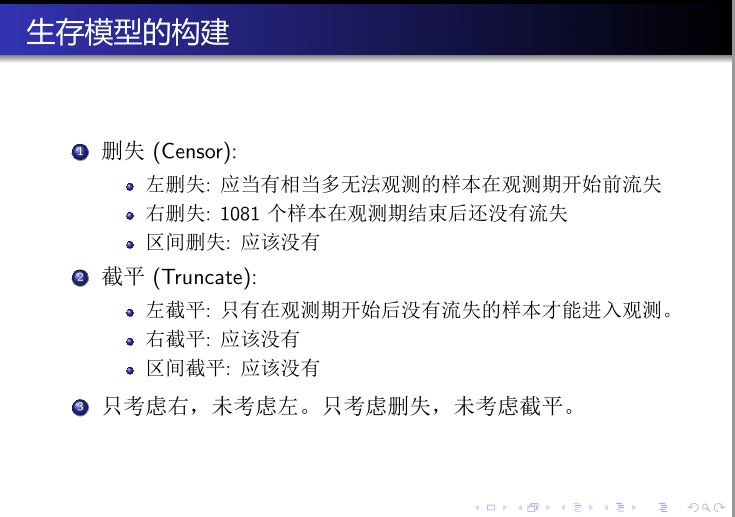 生存模型的构建
1 删失 (Censor):
左删失: 应当有相当多无法观测的样本在观测期开始前流失
右删失: 1081 个样本在观测期结束后还没有流失
区间删失: 应该没有
2 截平 (Truncate):
左截平: 只有在观测期开始后没有流失的样本才能进入观测。
右截平: 应该没有
区间截平: 应该没有
3 只考虑右，未考虑左。只考虑删失，未考虑截平。